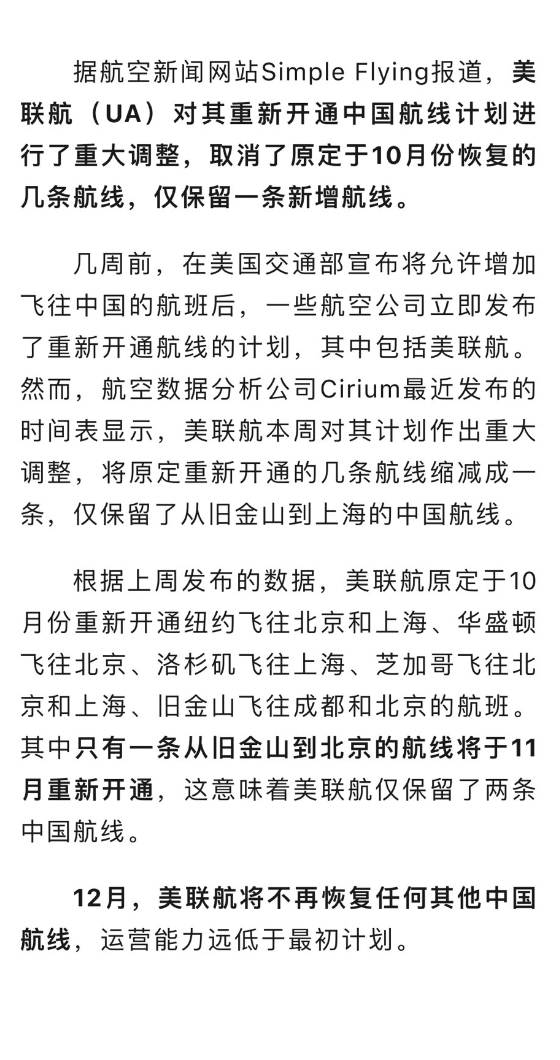 据航空新闻网站Simple Flying报道，美
联航（UA）对其重新开通中国航线计划进
行了重大调整，取消了原定于10月份恢复的
几条航线，仅保留一条新增航线。
几周前，在美国交通部宣布将允许增加
飞往中国的航班后，一些航空公司立即发布
了重新开通航线的计划，其中包括美联航。
然而，航空数据分析公司Cirium最近发布的
时间表显示，美联航本周对其计划作出重大
调整，将原定重新开通的几条航线缩减成一
条，仅保留了从旧金山到上海的中国航线。
根据上周发布的数据，美联航原定于10
月份重新开通纽约飞往北京和上海、华盛顿
飞往北京、洛杉矶飞往上海、芝加哥飞往北
京和上海、旧金山飞往成都和北京的航班。
其中只有一条从旧金山到北京的航线将于11
月重新开通，这意味着美联航仅保留了两条
中国航线。
12月，美联航将不再恢复任何其他中国
航线，运营能力远低于最初计划。